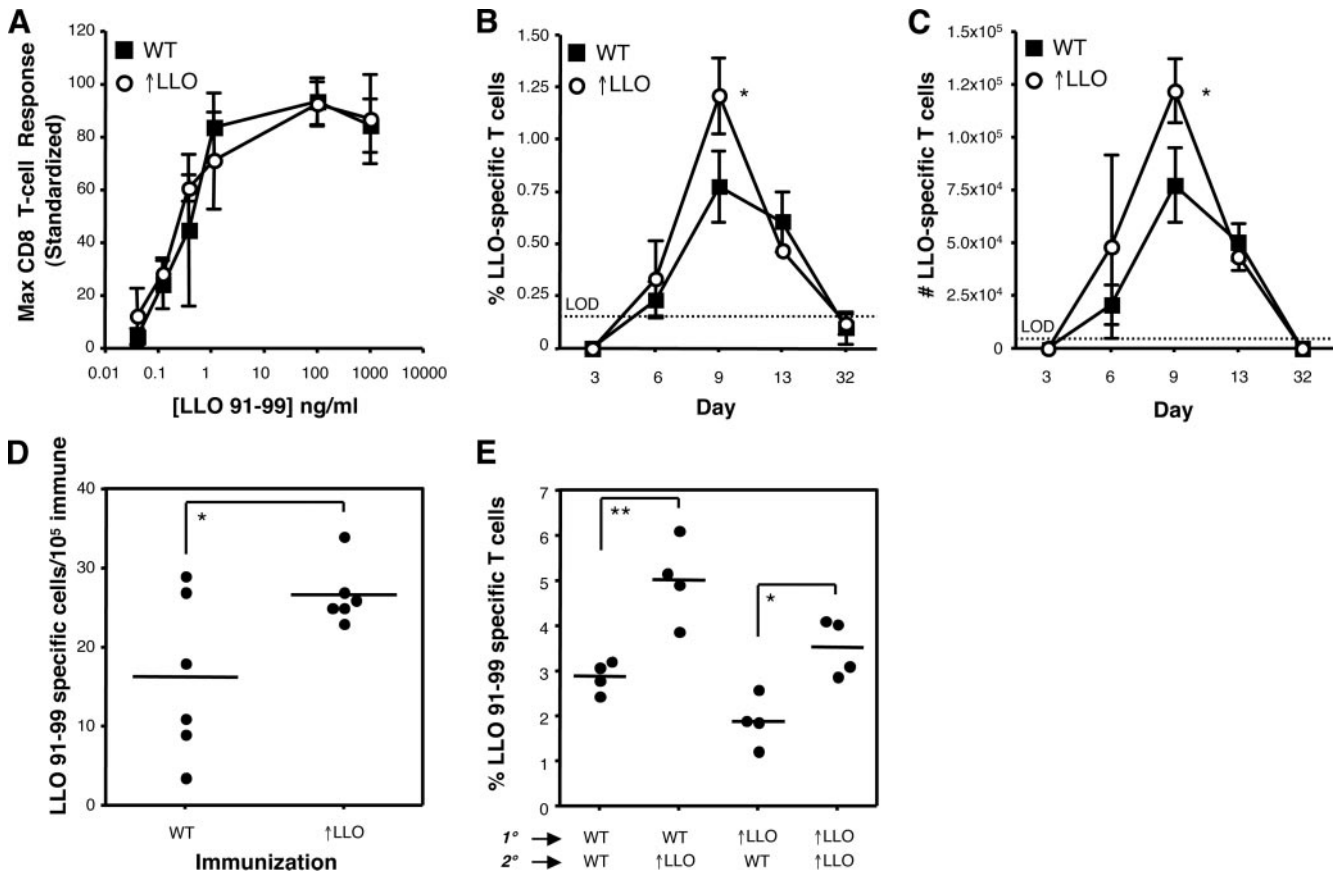 A
WT
↑LLO
Max CD8 T-cell Response
(Standardized)
120
100
80
60
40
20
0
0.01
0.1
1
10
100
1000
10000
[LLO 91-99] ng/ml
B
WT
↑LLO
% LLO-specific T cells
1.50
1.25
1.00
0.75
0.50
0.25
0
*
LOD
3
6
9
13
32
Day
C
WT
↑LLO
# LLO-specific T cells
1.5x10⁵
1.25x10⁵
1.0x10⁵
7.5x10⁴
5.0x10⁴
2.5x10⁴
0
*
LOD
3
6
9
13
32
Day
D
LLO 91-99 specific cells/10⁵ immune
40
30
20
10
0
*
WT
↑LLO
Immunization
E
% LLO 91-99 specific T cells
7
6
5
4
3
2
1
0
**
*
1° → WT WT ↑LLO ↑LLO
2° → WT ↑LLO WT ↑LLO